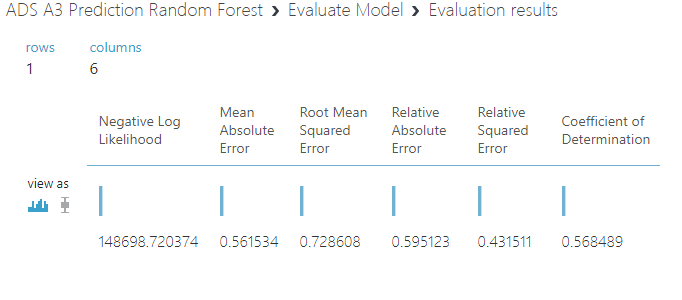 ADS A3 Prediction Random Forest > Evaluate Model > Evaluation results
rows columns
1 6
Negative Log Likelihood Mean Absolute Error Root Mean Squared Error Relative Absolute Error Relative Squared Error Coefficient of Determination
view as
148698.720374 0.561534 0.728608 0.595123 0.431511 0.568489